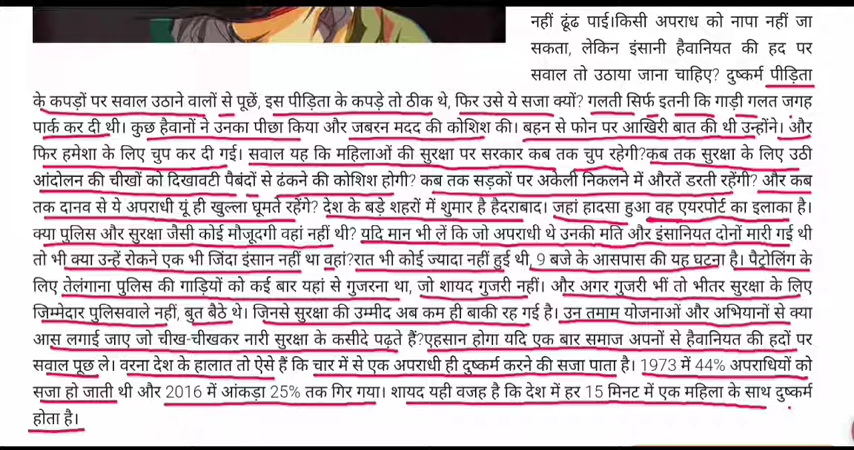 नहीं ढूंढ पाई।किसी अपराध को नापा नहीं जा
सकता, लेकिन इंसानी हैवानियत की हद पर
सवाल तो उठाया जाना चाहिए? दुष्कर्म पीड़िता
के कपड़ों पर सवाल उठाने वालों से पूछें, इस पीड़िता के कपड़े तो ठीक थे, फिर उसे ये सजा क्यों? गलती सिर्फ इतनी कि गाड़ी गलत जगह
पार्क कर दी थी। कुछ हैवानों ने उनका पीछा किया और जबरन मदद की कोशिश की। बहन से फोन पर आखिरी बात की थी उन्होंने। और
फिर हमेशा के लिए चुप कर दी गई। सवाल यह कि महिलाओं की सुरक्षा पर सरकार कब तक चुप रहेगी?कब तक सुरक्षा के लिए उठी
आंदोलन की चीखों को दिखावटी पैबंदों से ढंकने की कोशिश होगी? कब तक सड़कों पर अकेली निकलने में औरतें डरती रहेंगी? और कब
तक दानव से ये अपराधी यू ही खुल्ला घूमते रहेंगे? देश के बड़े शहरों में शुमार है हैदराबाद। जहां हादसा हुआ वह एयरपोर्ट का इलाका है।
क्या पुलिस और सुरक्षा जैसी कोई मौजूदगी वहां नहीं थी? यदि मान भी लें कि जो अपराधी थे उनकी मति और इंसानियत दोनों मारी गई थी
तो भी क्या उन्हें रोकने एक भी जिंदा इंसान नहीं था वहां?रात भी कोई ज्यादा नहीं हुई थी, 9 बजे के आसपास की यह घटना है। पैट्रोलिंग के
लिए तेलंगाना पुलिस की गाड़ियों को कई बार यहां से गुजरना था, जो शायद गुजरी नहीं। और अगर गुजरी भीं तो भीतर सुरक्षा के लिए
जिम्मेदार पुलिसवाले नहीं, बुत बैठे थे। जिनसे सुरक्षा की उम्मीद अब कम ही बाकी रह गई है। उन तमाम योजनाओं और अभियानों से क्या
आस लगाई जाए जो चीख-चीखकर नारी सुरक्षा के कसीदे पढ़ते हैं?एहसान होगा यदि एक बार समाज अपनों से हैवानियत की हदों पर
सवाल पूछ ले। वरना देश के हालात तो ऐसे हैं कि चार में से एक अपराधी ही दुष्कर्म करने की सजा पाता है। 1973 में 44% अपराधियों को
सजा हो जाती थी और 2016 में आंकड़ा 25% तक गिर गया। शायद यही वजह है कि देश में हर 15 मिनट में एक महिला के साथ दुष्कर्म
होता है।